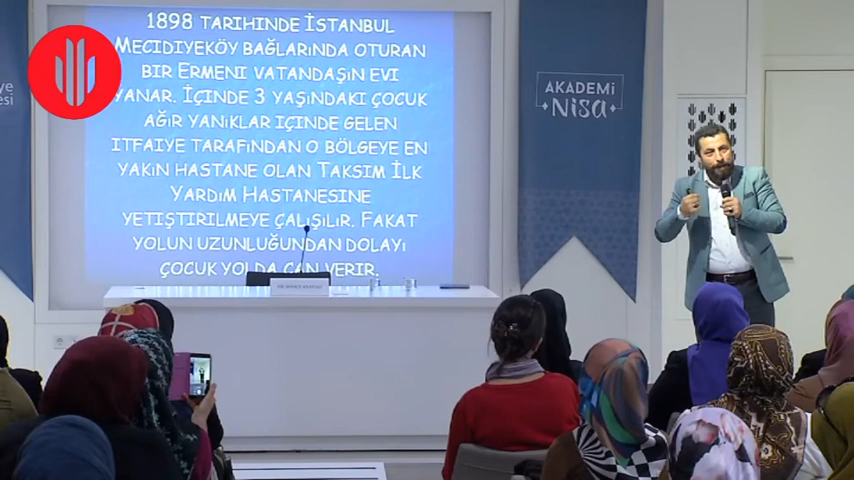 1898 TARIHINDE İSTANBUL
MECIDIYEKÖY BAĞLARINDA OTURAN
BIR ERMENI VATANDAŞIN EVI
YANAR. İÇINDE 3 YAŞINDAKI ÇOCUK
AĞIR YANIKLAR IÇINDE GELEN
ITFAIYE TARAFINDAN O BÖLGEYE EN
YAKIN HASTANE OLAN TAKSIM İLK
YARDIM HASTANESINE
YETIŞTIRILMEYE ÇALIŞILIR. FAKAT
YOLUN UZUNLUĞUNDAN DOLAYI
ÇOCUK YOLDA CAN VERIR.
AKADEMi
NiSA